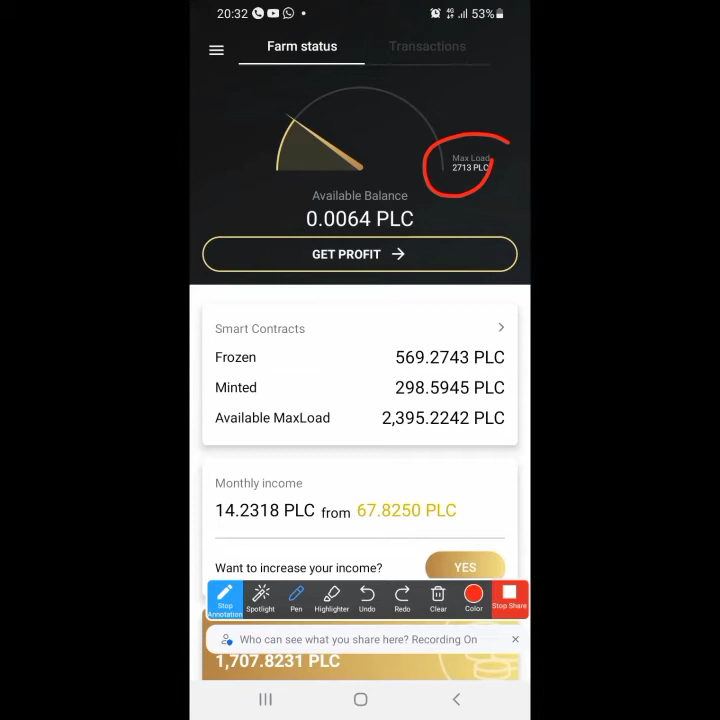 20:32 4G 53%
Farm status Transactions
Max Load
2713 PLC
Available Balance
0.0064 PLC
GET PROFIT
Smart Contracts
Frozen 569.2743 PLC
Minted 298.5945 PLC
Available MaxLoad 2,395.2242 PLC
Monthly income
14.2318 PLC from 67.8250 PLC
Want to increase your income? YES
Stop Annotation Spotlight Pen Highlighter Undo Redo Clear Color Stop Share
Who can see what you share here? Recording On
1,707.8231 PLC